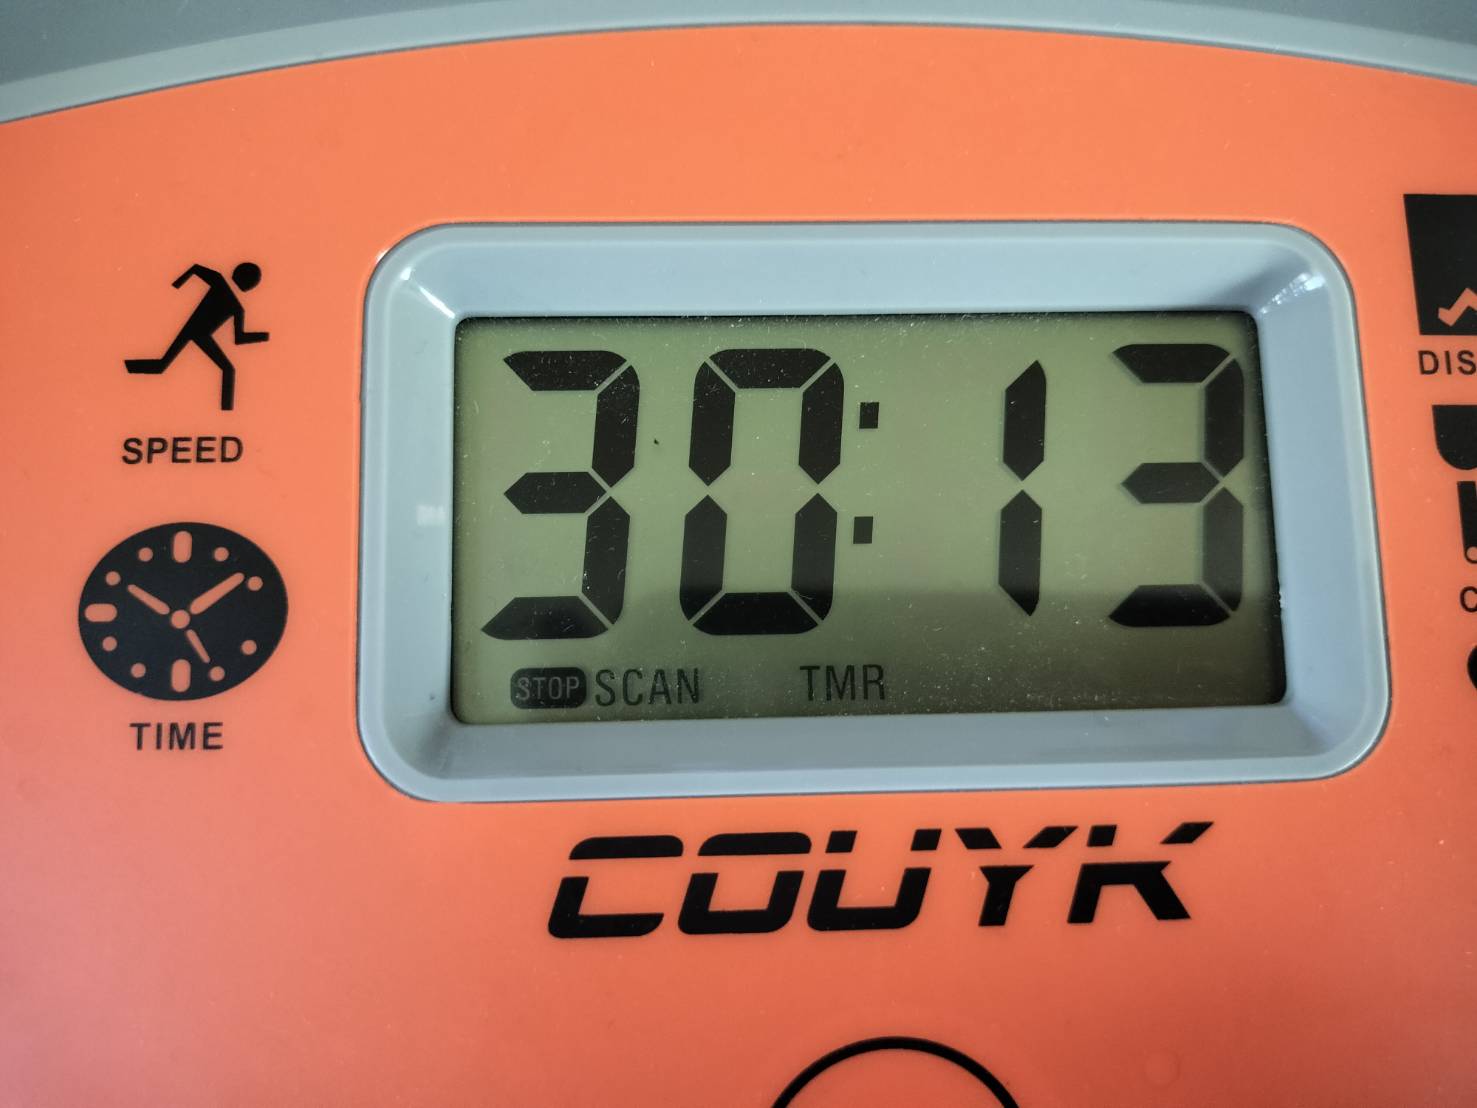 30:13
STOP SCAN TMR
SPEED
TIME
COUYK